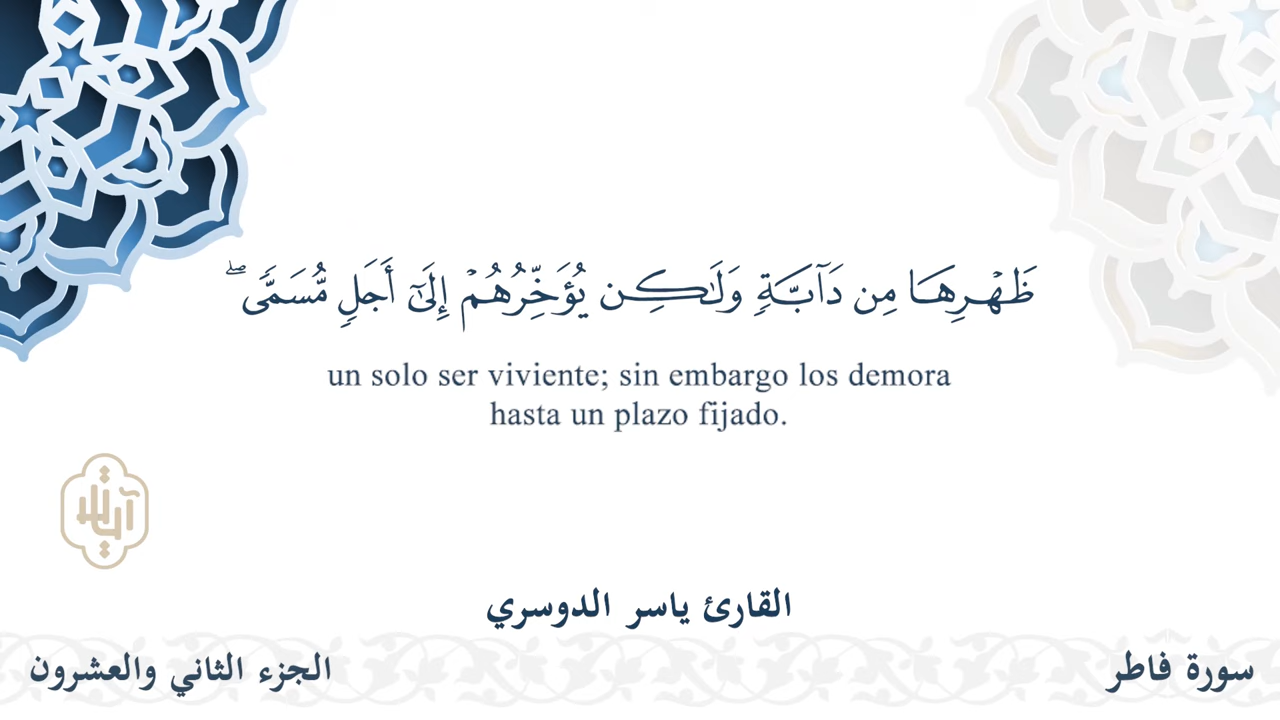 ظَهْرِهَا مِن دَآبَّةٍ وَلَٰكِن يُؤَخِّرُهُمْ إِلَىٰٓ أَجَلٍ مُّسَمًّى ۖ
un solo ser viviente; sin embargo los demora
hasta un plazo fijado.
القارئ ياسر الدوسري
سورة فاطر
الجزء الثاني والعشرون